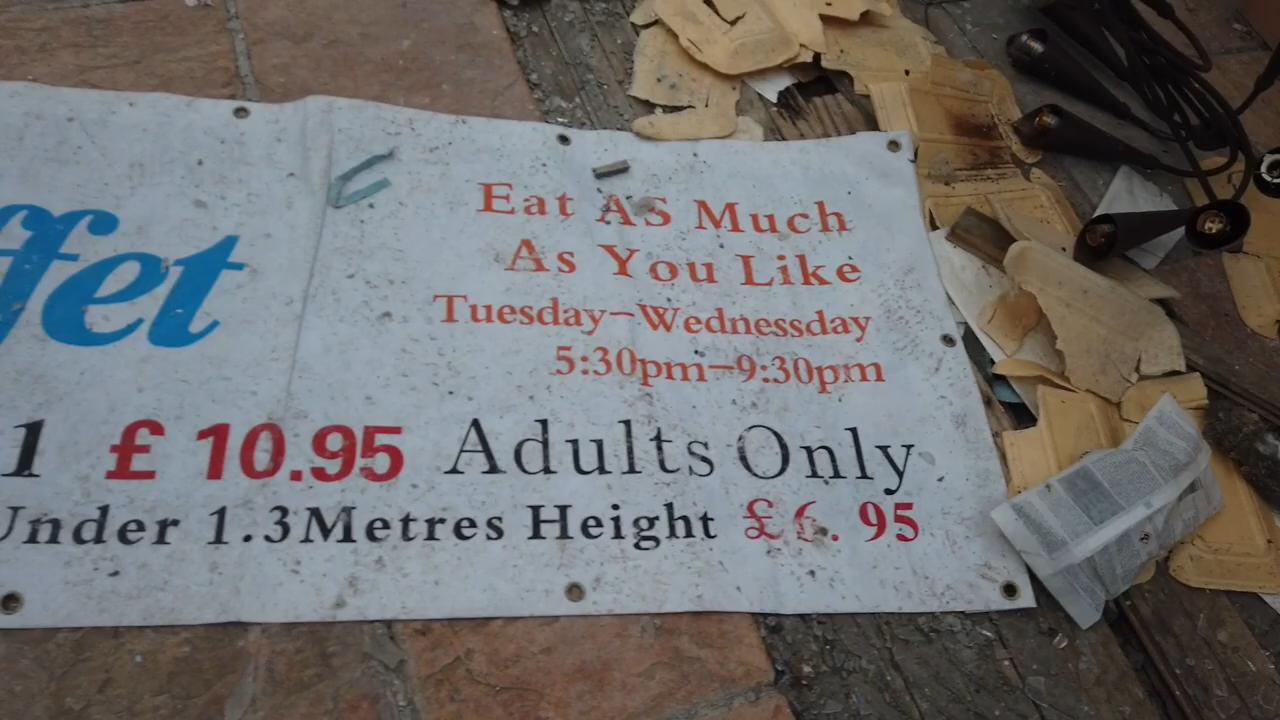 ffet
Eat AS Much
As You Like
Tuesday-Wednessday
5:30pm-9:30pm
1 £ 10.95 Adults Only
Under 1.3Metres Height £6.95